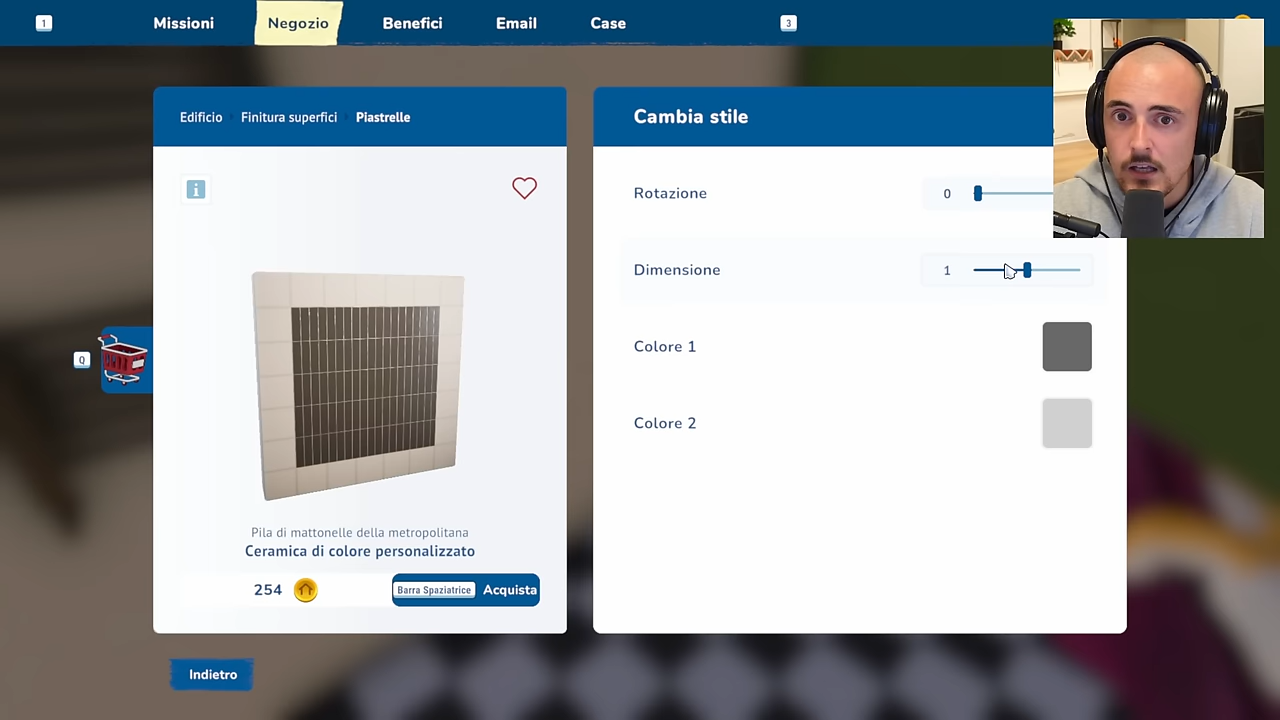 1
Missioni
Negozio
Benefici
Email
Case
3
Edificio
Finitura superfici
Piastrelle
Cambia stile
i
Rotazione
0
Dimensione
1
Q
Colore 1
Colore 2
Pila di mattonelle della metropolitana
Ceramica di colore personalizzato
254
Barra Spaziatrice
Acquista
Indietro